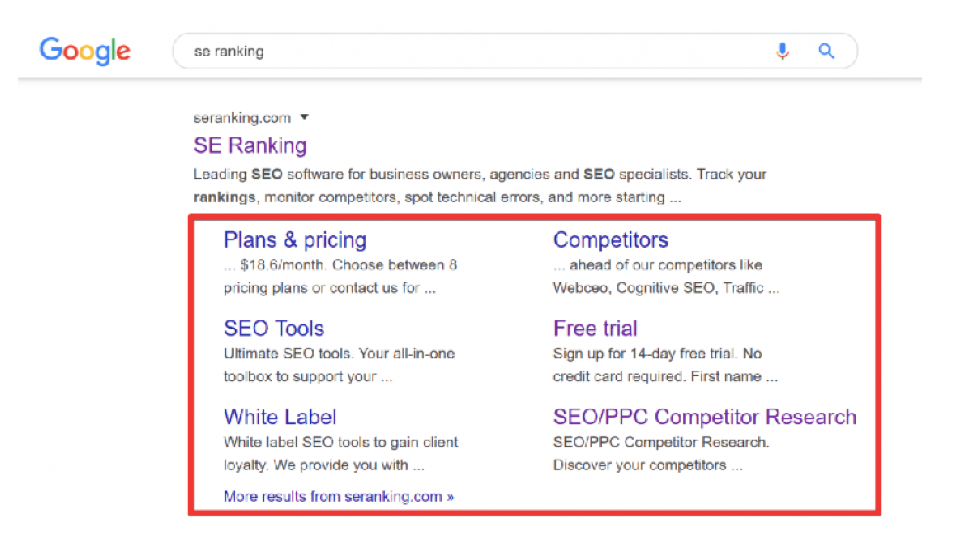 Google
se ranking
seranking.com
SE Ranking
Leading SEO software for business owners, agencies and SEO specialists. Track your
rankings, monitor competitors, spot technical errors, and more starting ...
Plans & pricing
... $18.6/month. Choose between 8
pricing plans or contact us for ...
Competitors
... ahead of our competitors like
Webceo, Cognitive SEO, Traffic ...
SEO Tools
Ultimate SEO tools. Your all-in-one
toolbox to support your ...
Free trial
Sign up for 14-day free trial. No
credit card required. First name ...
White Label
White label SEO tools to gain client
loyalty. We provide you with ...
SEO/PPC Competitor Research
SEO/PPC Competitor Research.
Discover your competitors ...
More results from seranking.com »